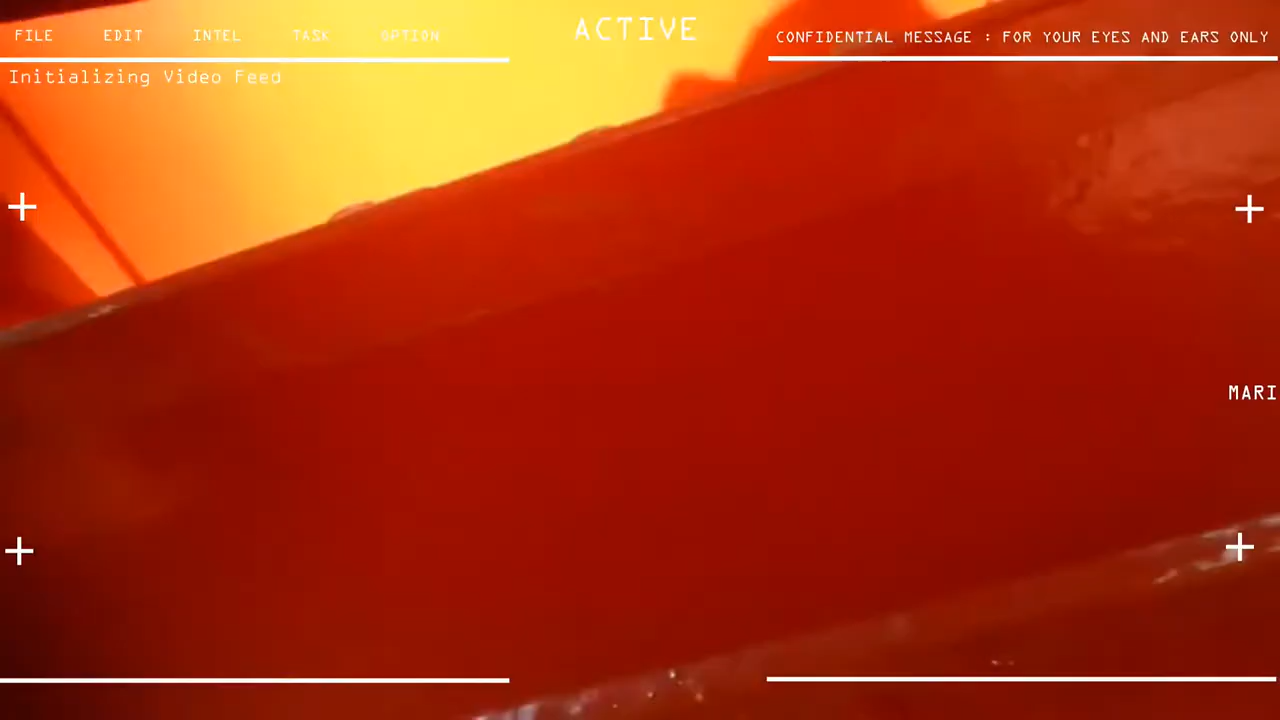 FILE EDIT INTEL TASK OPTION
ACTIVE
CONFIDENTIAL MESSAGE : FOR YOUR EYES AND EARS ONLY
Initializing Video Feed
MARI